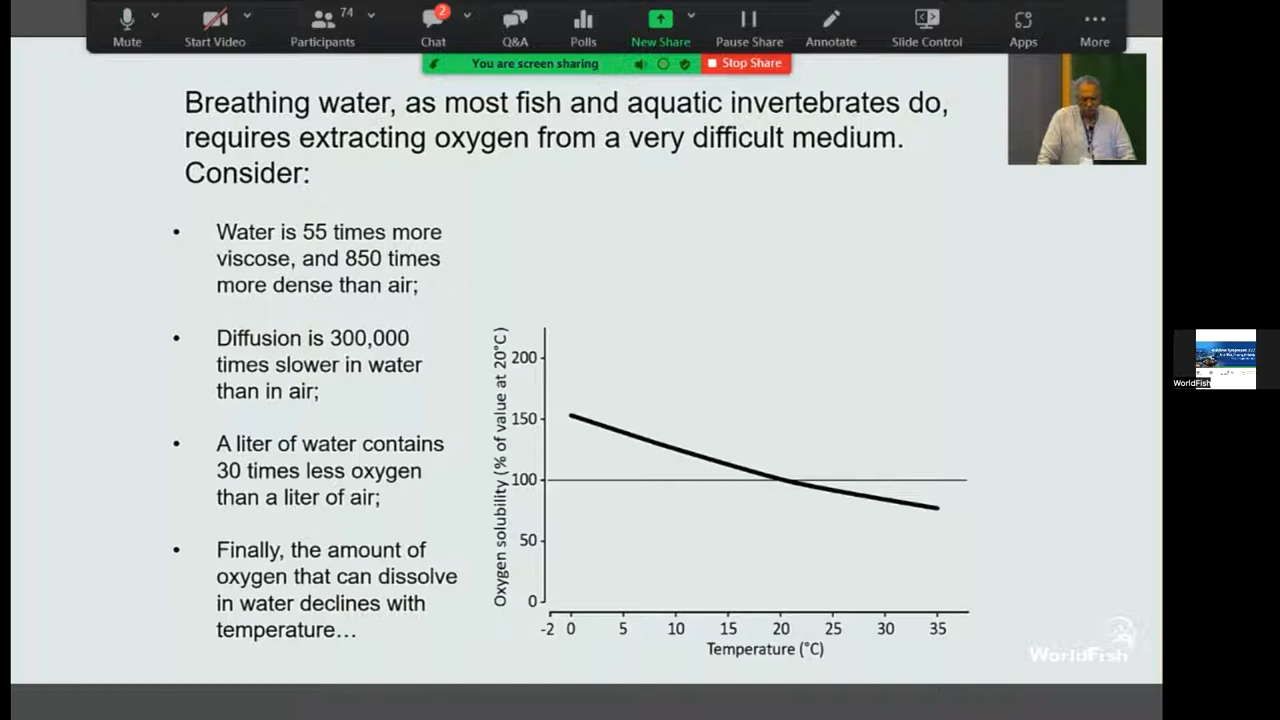 74
2
Mute
Start Video
Participants
Chat
Q&A
Polls
New Share
Pause Share
Annotate
Slide Control
Apps
More
You are screen sharing
Stop Share
Breathing water, as most fish and aquatic invertebrates do,
requires extracting oxygen from a very difficult medium.
Consider:
• Water is 55 times more
viscose, and 850 times
more dense than air;
• Diffusion is 300,000
times slower in water
than in air;
• A liter of water contains
30 times less oxygen
than a liter of air;
• Finally, the amount of
oxygen that can dissolve
in water declines with
temperature…
Oxygen solubility (% of value at 20°C)
200
150
100
50
0
-2 0 5 10 15 20 25 30 35
Temperature (°C)
WorldFish
WorldFish